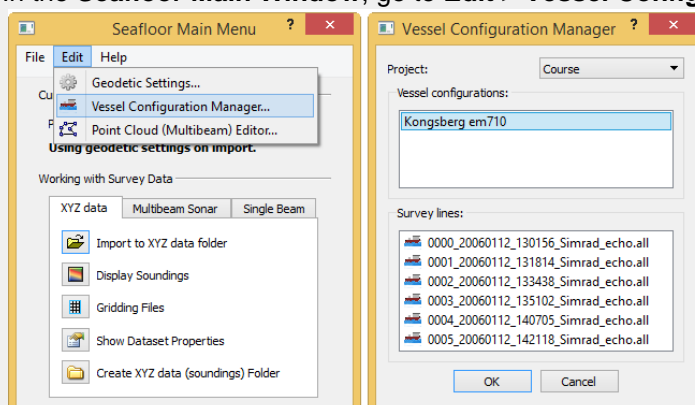 in the Seafloor Main Window, go to Edit / Vessel Config
Seafloor Main Menu ? ×
File Edit Help
Geodetic Settings...
Cu
Vessel Configuration Manager...
P
Point Cloud (Multibeam) Editor...
Using geodetic settings on import.
Working with Survey Data
XYZ data Multibeam Sonar Single Beam
Import to XYZ data folder
Display Soundings
Gridding Files
Show Dataset Properties
Create XYZ data (soundings) Folder
Vessel Configuration Manager ? ×
Project: Course
Vessel configurations:
Kongsberg em710
Survey lines:
0000_20060112_130156_Simrad_echo.all
0001_20060112_131814_Simrad_echo.all
0002_20060112_133438_Simrad_echo.all
0003_20060112_135102_Simrad_echo.all
0004_20060112_140705_Simrad_echo.all
0005_20060112_142118_Simrad_echo.all
OK Cancel